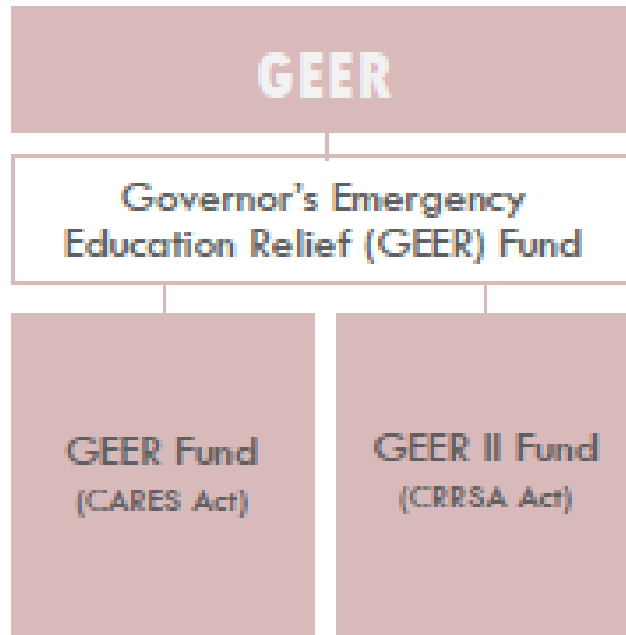 GEER
Governor's Emergency
Education Relief (GEER) Fund
GEER Fund
(CARES Act)
GEER II Fund
(CRRSA Act)